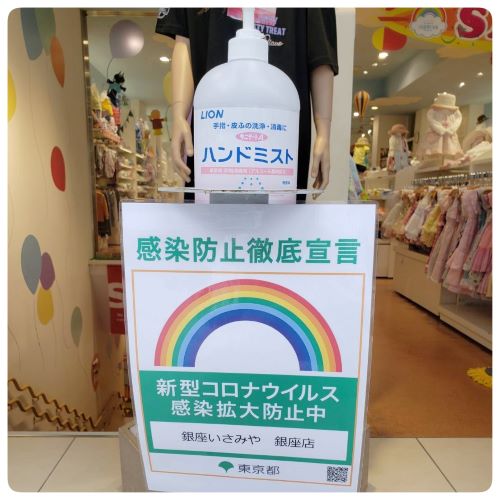 LION
手指・皮ふの洗浄・消毒に
ハンドミスト
感染防止徹底宣言
新型コロナウイルス
感染拡大防止中
銀座いさみや 銀座店
東京都